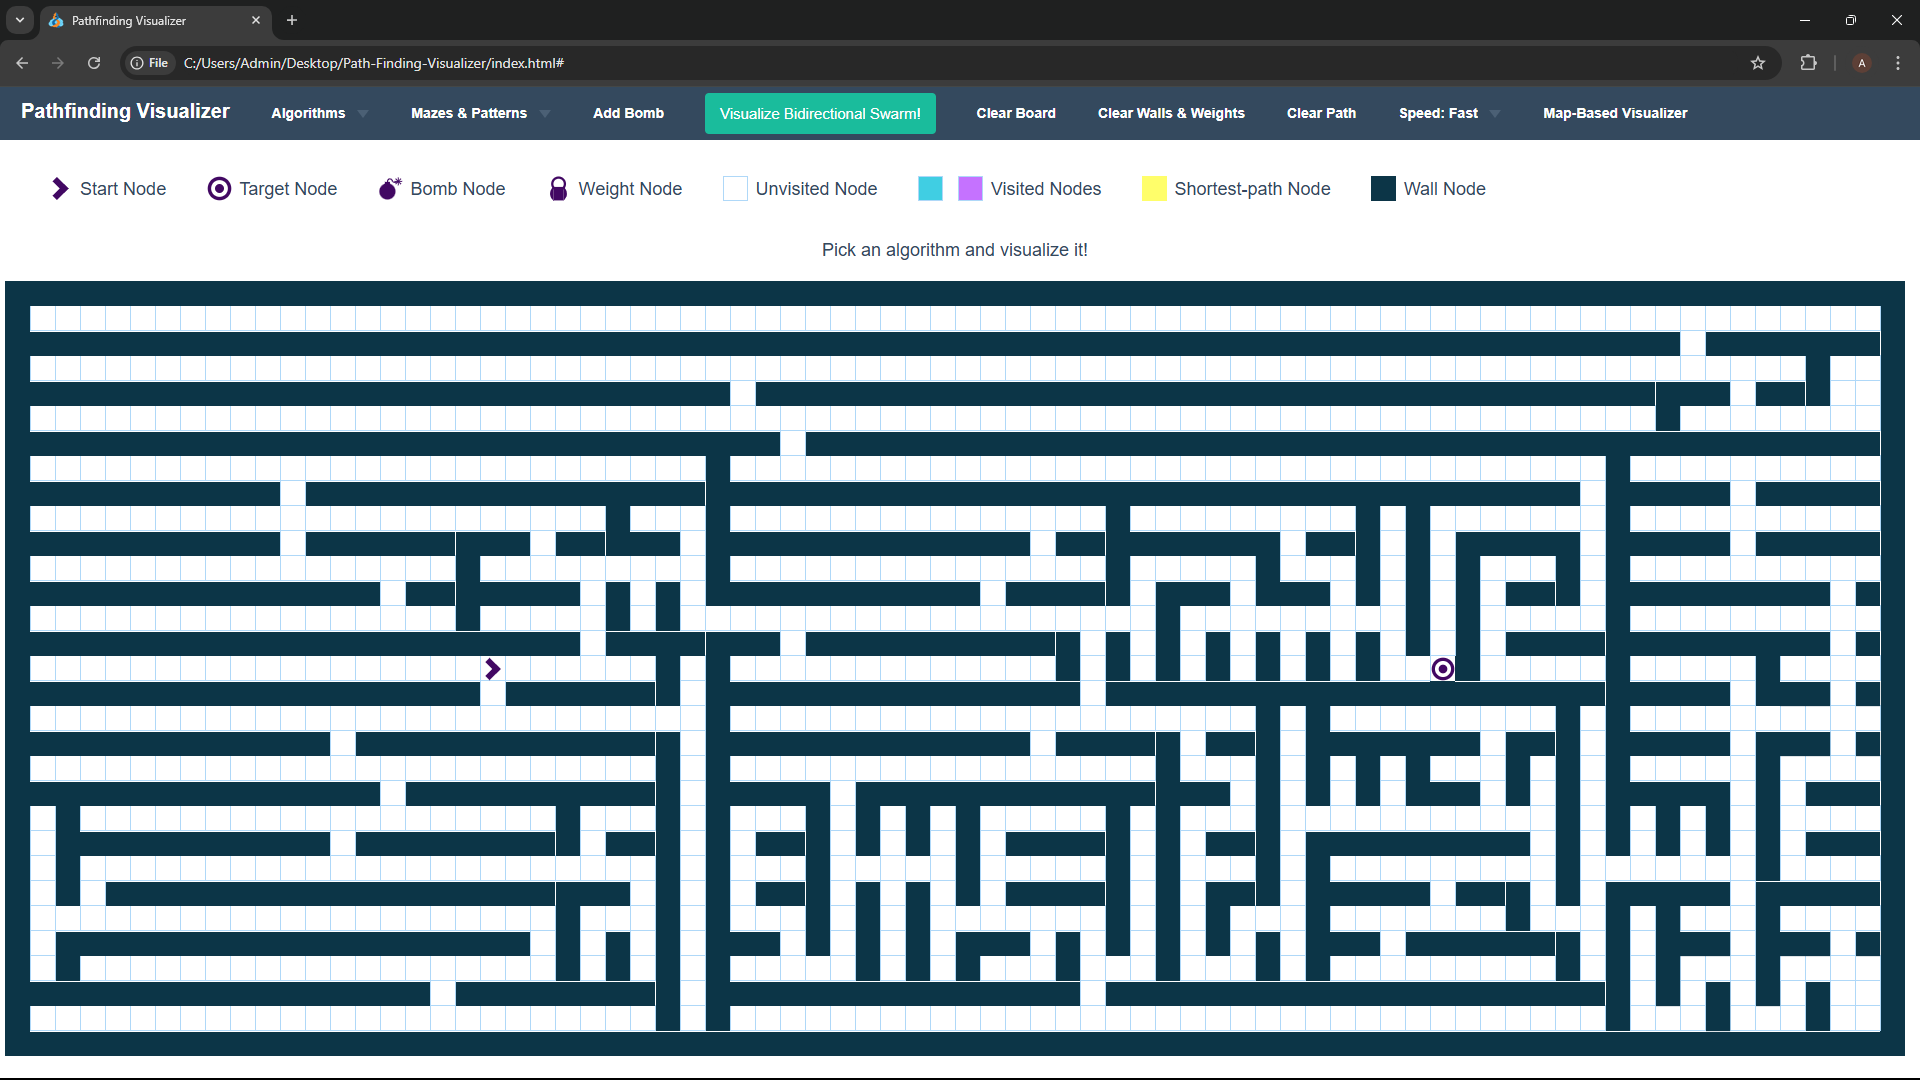 Pathfinding Visualizer
File C:/Users/Admin/Desktop/Path-Finding-Visualizer/index.html# A
Pathfinding Visualizer Algorithms Mazes & Patterns Add Bomb Visualize Bidirectional Swarm! Clear Board Clear Walls & Weights Clear Path Speed: Fast Map-Based Visualizer
Start Node Target Node Bomb Node Weight Node Unvisited Node Visited Nodes Shortest-path Node Wall Node
Pick an algorithm and visualize it!